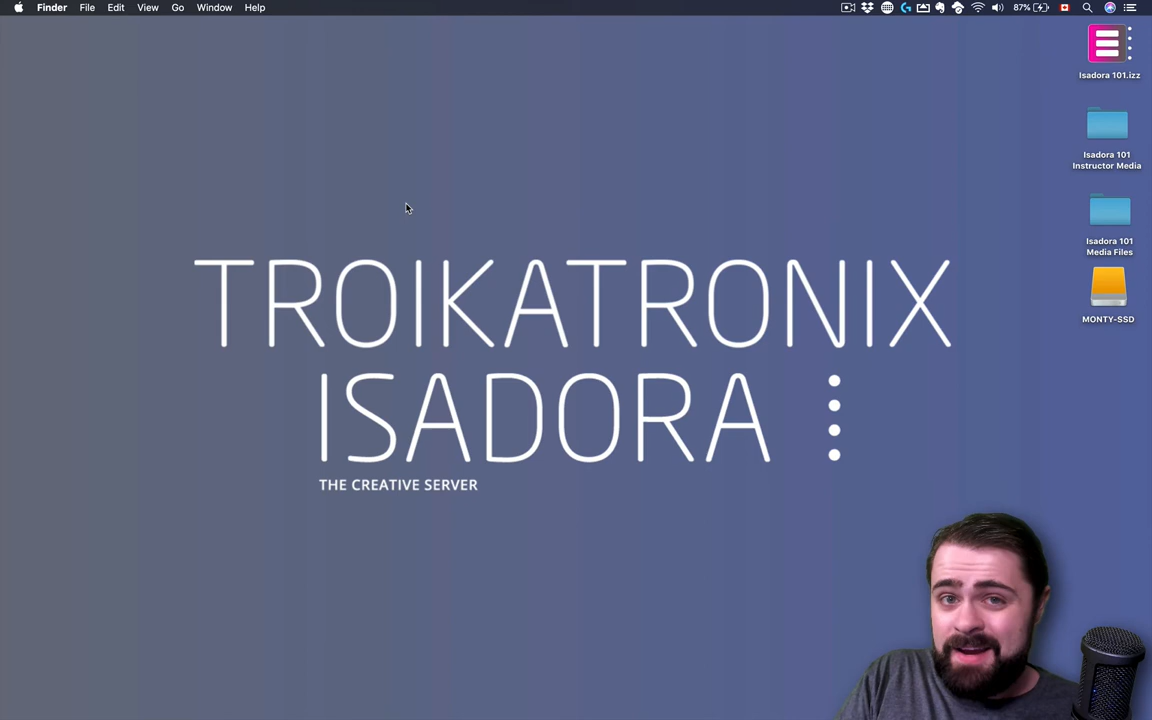 Finder File Edit View Go Window Help
87%
Isadora 101.izz
Isadora 101
Instructor Media
Isadora 101
Media Files
MONTY-SSD
TROIKATRONIX
ISADORA
THE CREATIVE SERVER